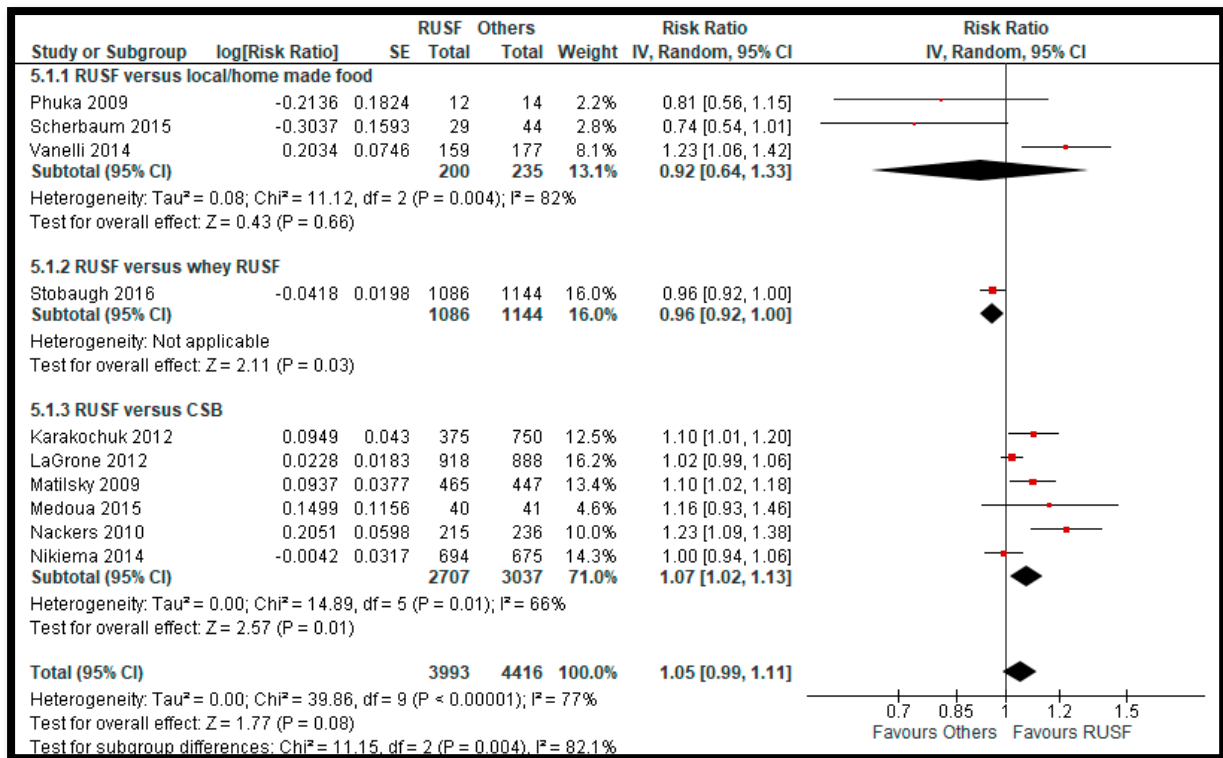 RUSF Others Risk Ratio Risk Ratio
Study or Subgroup log[Risk Ratio] SE Total Total Weight IV, Random, 95% CI IV, Random, 95% CI
5.1.1 RUSF versus local/home made food
Phuka 2009 -0.2136 0.1824 12 14 2.2% 0.81 [0.56, 1.15]
Scherbaum 2015 -0.3037 0.1593 29 44 2.8% 0.74 [0.54, 1.01]
Vanelli 2014 0.2034 0.0746 159 177 8.1% 1.23 [1.06, 1.42]
Subtotal (95% CI) 200 235 13.1% 0.92 [0.64, 1.33]
Heterogeneity: Tau² = 0.08; Chi² = 11.12, df = 2 (P = 0.004); I² = 82%
Test for overall effect: Z = 0.43 (P = 0.66)
5.1.2 RUSF versus whey RUSF
Stobaugh 2016 -0.0418 0.0198 1086 1144 16.0% 0.96 [0.92, 1.00]
Subtotal (95% CI) 1086 1144 16.0% 0.96 [0.92, 1.00]
Heterogeneity: Not applicable
Test for overall effect: Z = 2.11 (P = 0.03)
5.1.3 RUSF versus CSB
Karakochuk 2012 0.0949 0.043 375 750 12.5% 1.10 [1.01, 1.20]
LaGrone 2012 0.0228 0.0183 918 888 16.2% 1.02 [0.99, 1.06]
Matilsky 2009 0.0937 0.0377 465 447 13.4% 1.10 [1.02, 1.18]
Medoua 2015 0.1499 0.1156 40 41 4.6% 1.16 [0.93, 1.46]
Nackers 2010 0.2051 0.0598 215 236 10.0% 1.23 [1.09, 1.38]
Nikiema 2014 -0.0042 0.0317 694 675 14.3% 1.00 [0.94, 1.06]
Subtotal (95% CI) 2707 3037 71.0% 1.07 [1.02, 1.13]
Heterogeneity: Tau² = 0.00; Chi² = 14.89, df = 5 (P = 0.01); I² = 66%
Test for overall effect: Z = 2.57 (P = 0.01)
Total (95% CI) 3993 4416 100.0% 1.05 [0.99, 1.11]
Heterogeneity: Tau² = 0.00; Chi² = 39.86, df = 9 (P < 0.00001); I² = 77%
Test for overall effect: Z = 1.77 (P = 0.08)
Test for subgroup differences: Chi² = 11.15, df = 2 (P = 0.004), I² = 82.1%
0.7 0.85 1 1.2 1.5
Favours Others Favours RUSF